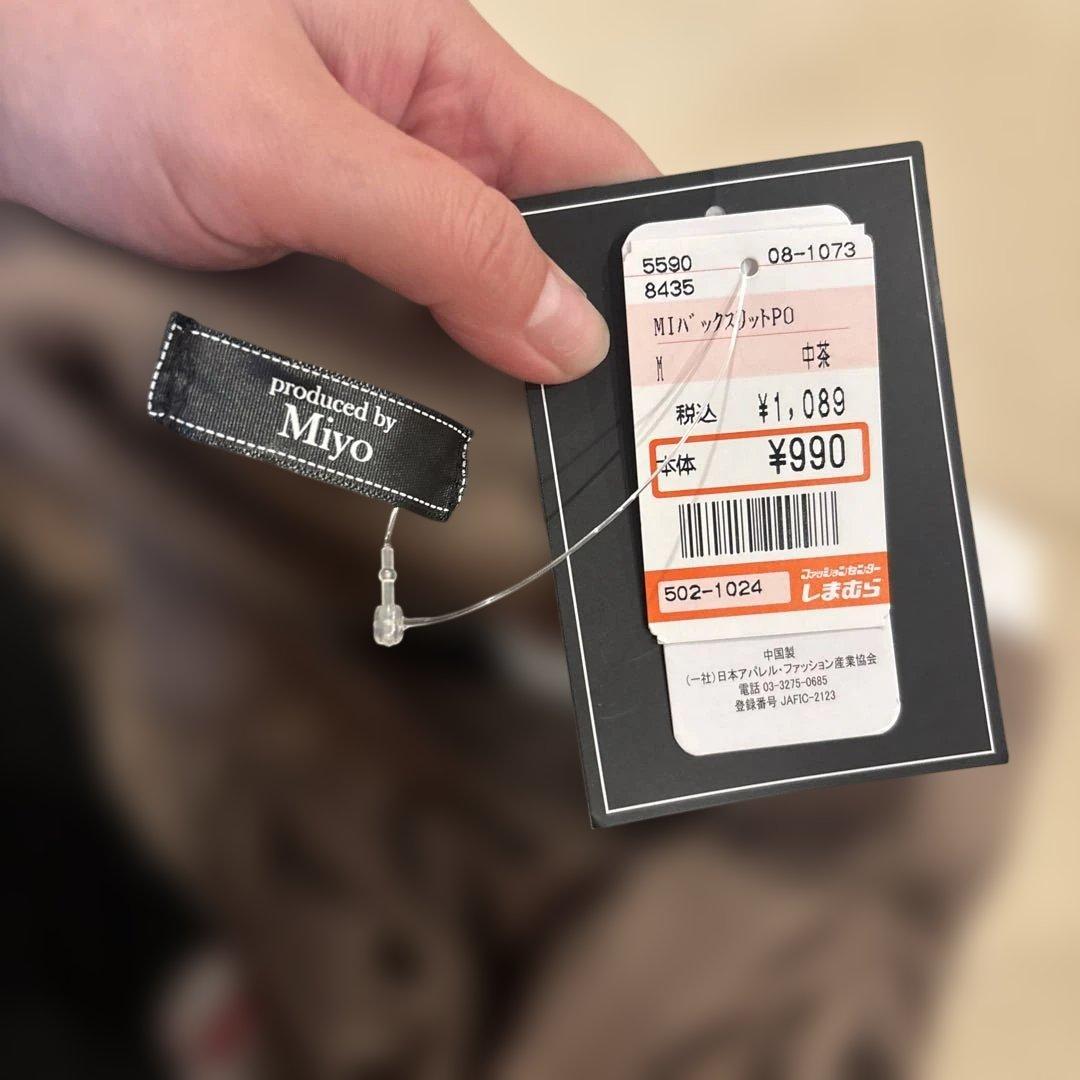 produced by
Miyo
5590 08-1073
8435
MIバックスリットPO
M 中茶
税込 ¥1,089
本体 ¥990
502-1024
ファッションセンター
しまむら
中国製
(一社)日本アパレル・ファッション産業協会
電話 03-3275-0685
登録番号 JAFIC-2123